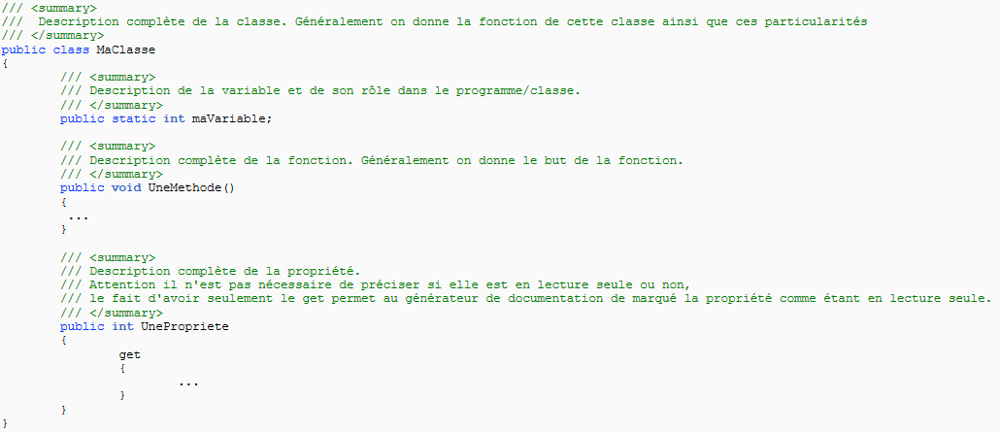 /// <summary>
///  Description complète de la classe. Généralement on donne la fonction de cette classe ainsi que ces particularités
/// </summary>
public class MaClasse
{
        /// <summary>
        /// Description de la variable et de son rôle dans le programme/classe.
        /// </summary>
        public static int maVariable;

        /// <summary>
        /// Description complète de la fonction. Généralement on donne le but de la fonction.
        /// </summary>
        public void UneMethode()
        {
         ...
        }

        /// <summary>
        /// Description complète de la propriété.
        /// Attention il n'est pas nécessaire de préciser si elle est en lecture seule ou non,
        /// le fait d'avoir seulement le get permet au générateur de documentation de marqué la propriété comme étant en lecture seule.
        /// </summary>
        public int UnePropriete
        {
                get
                {
                        ...
                }
        }
}